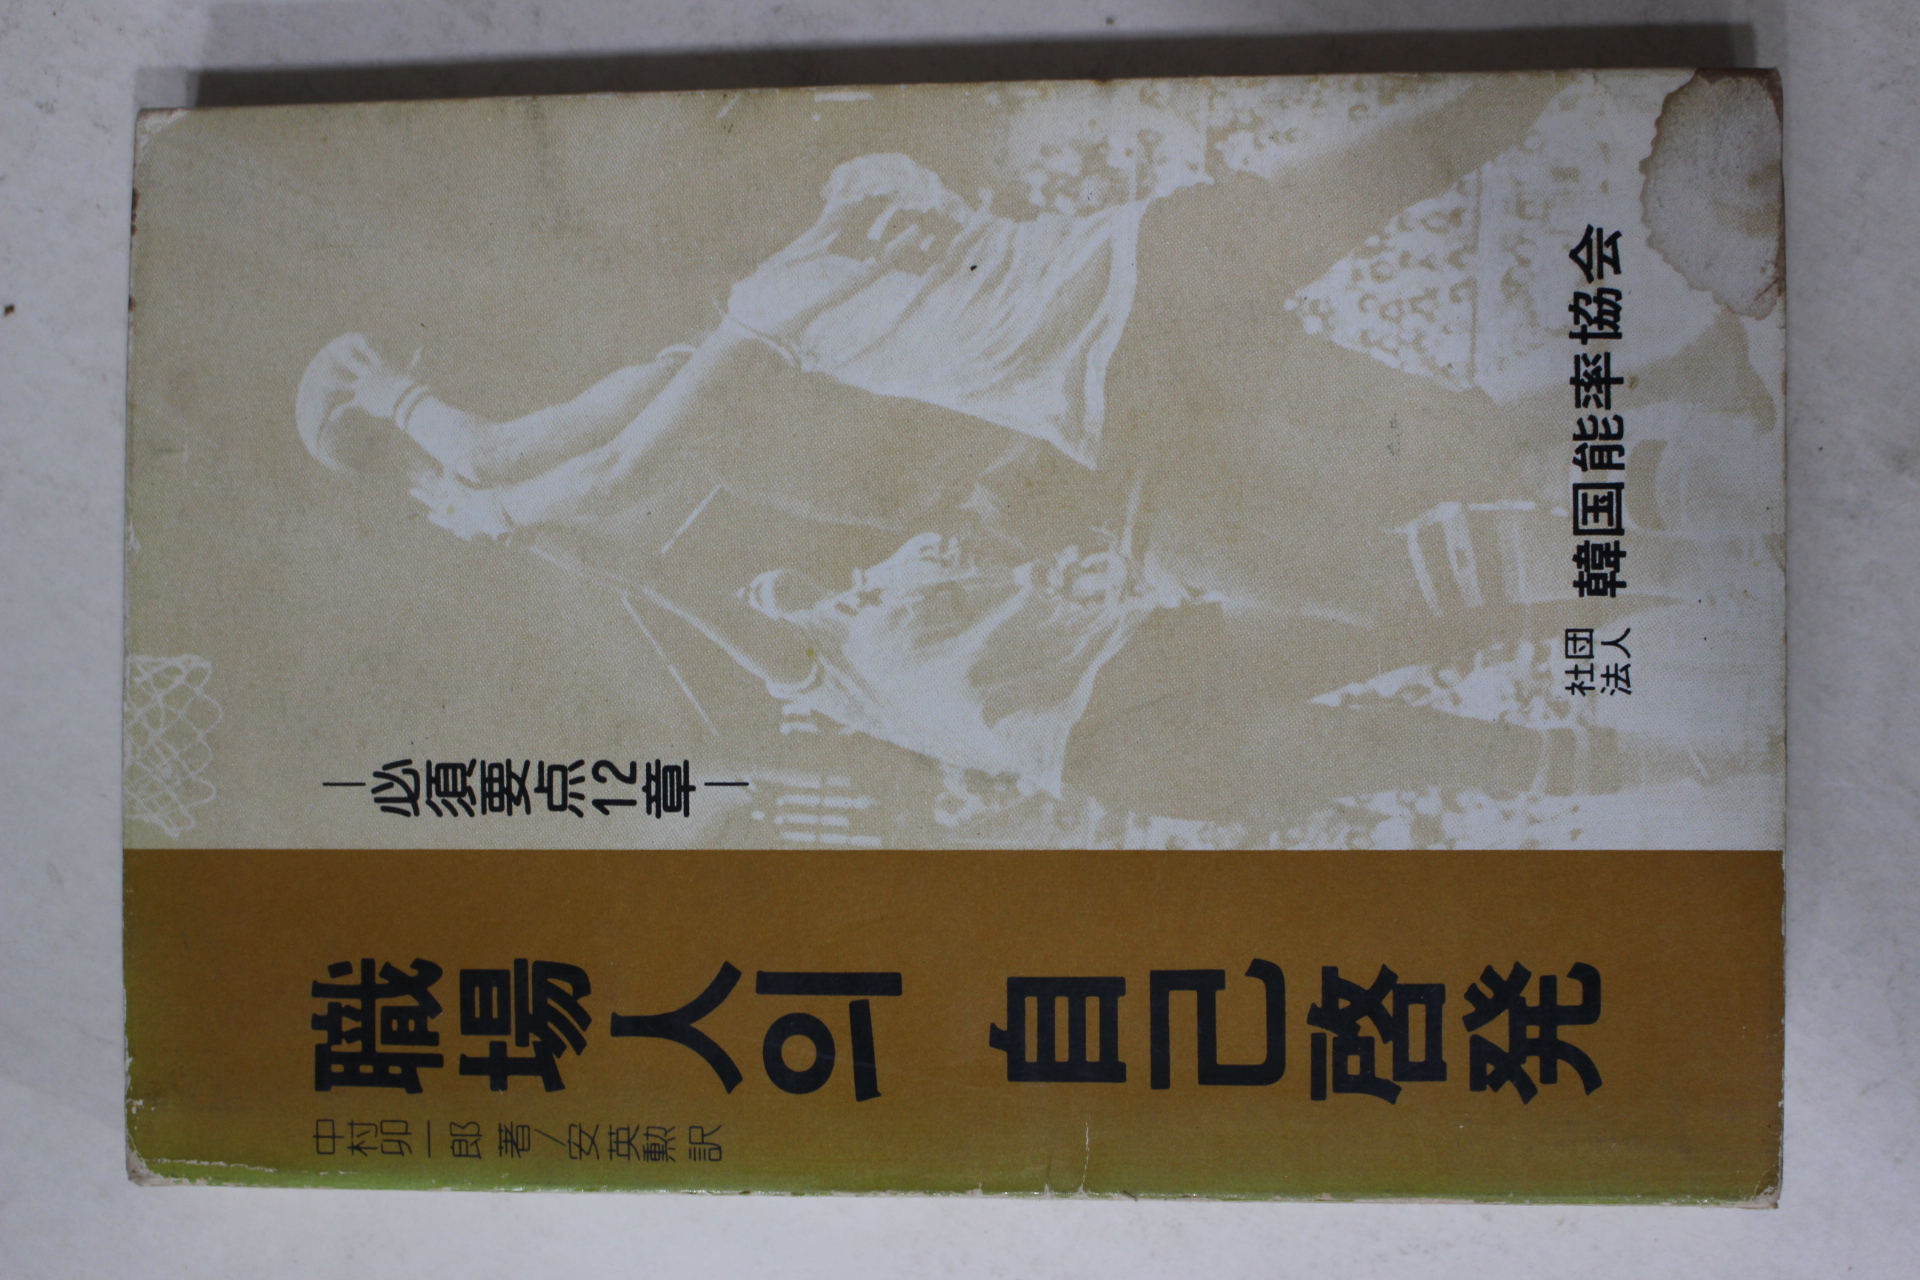 中村卯一郎 著/安英勲 訳
職場人의 自己啓発
─必須要点12章─
社団
法人
韓国能率協会